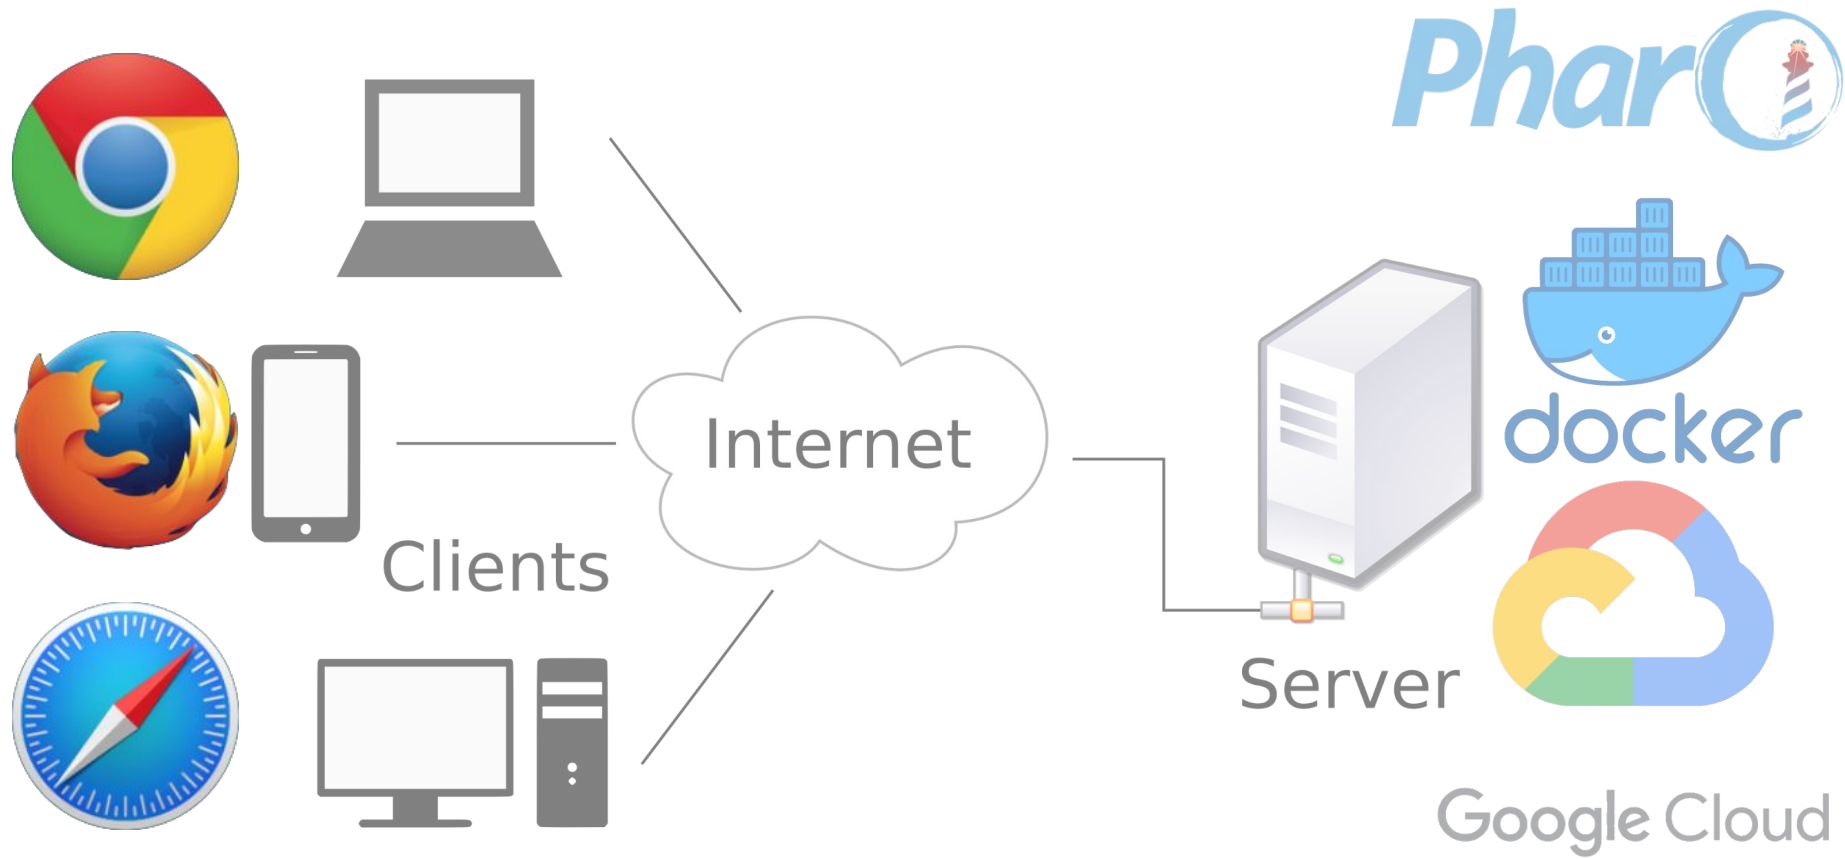 Pharo
Internet
docker
Clients
Server
Google Cloud